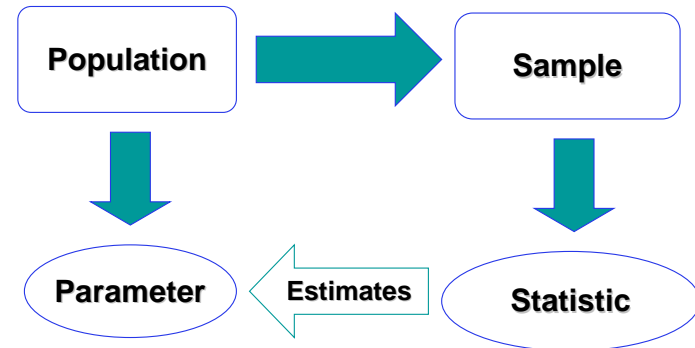 Population
Sample
Parameter
Estimates
Statistic